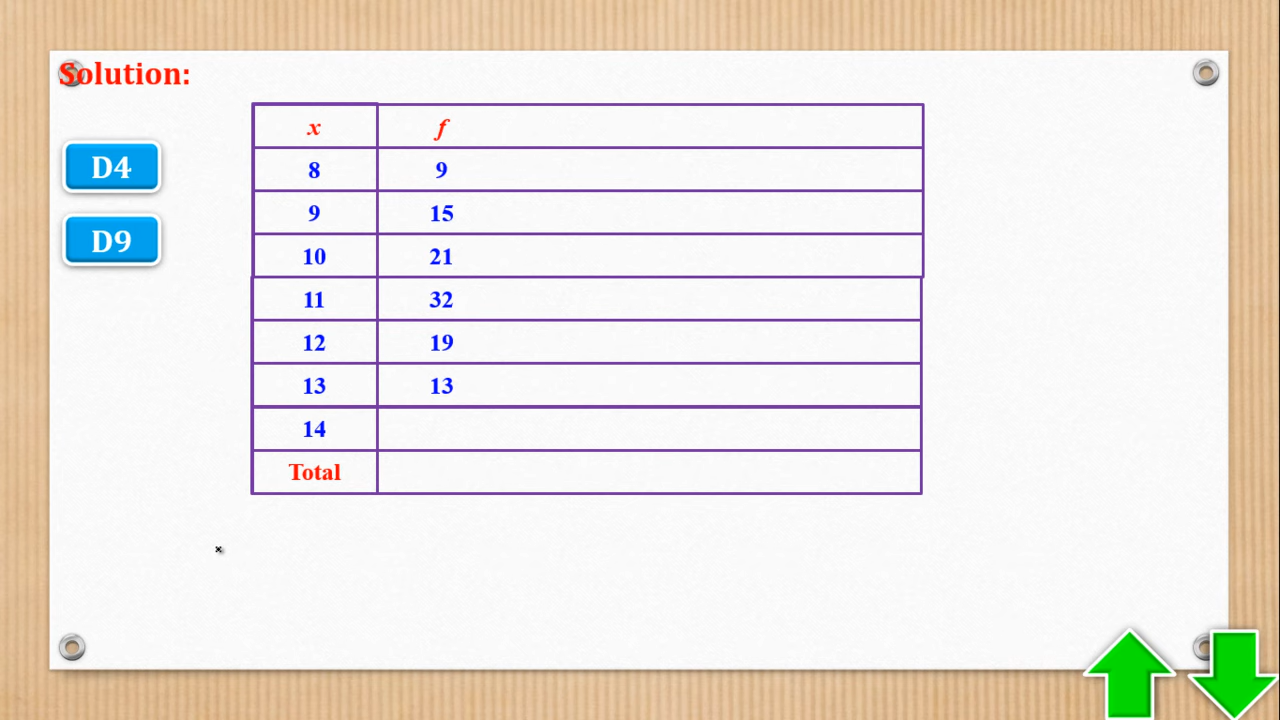 Solution:
D4
D9
x f
8 9
9 15
10 21
11 32
12 19
13 13
14
Total